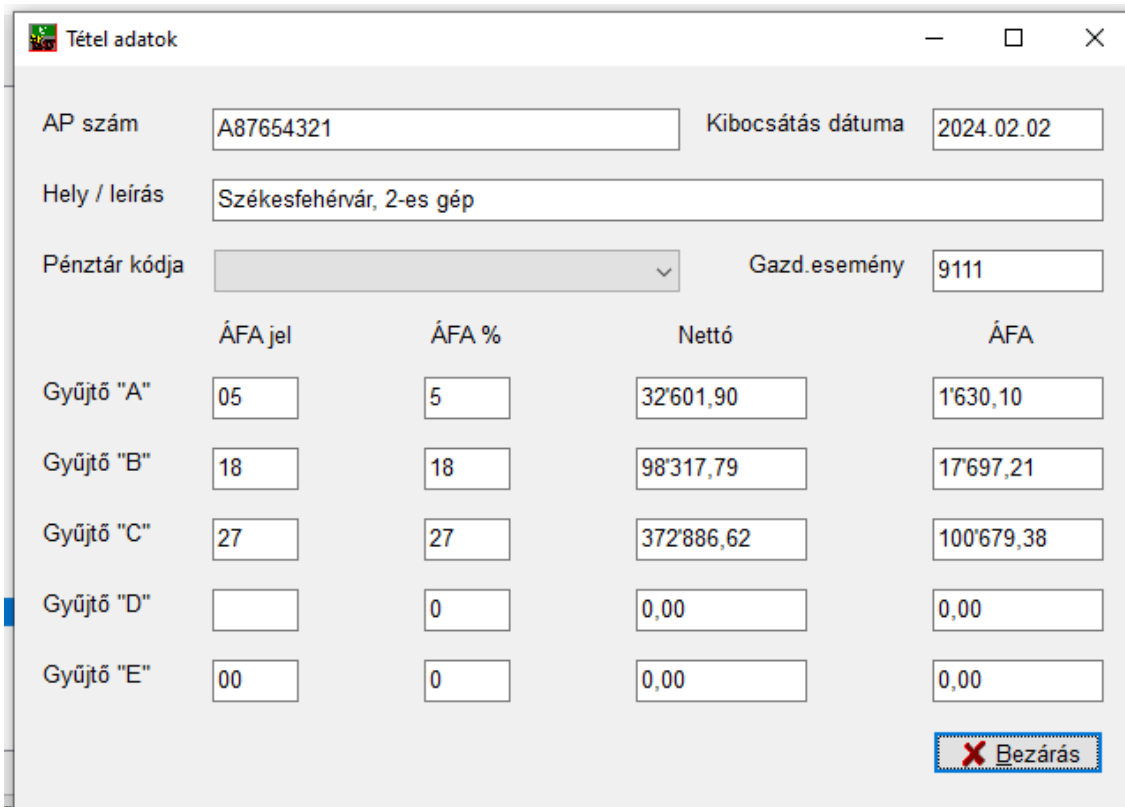 Tétel adatok
AP szám A87654321 Kibocsátás dátuma 2024.02.02
Hely / leírás Székesfehérvár, 2-es gép
Pénztár kódja Gazd.esemény 9111
ÁFA jel ÁFA % Nettó ÁFA
Gyűjtő "A" 05 5 32'601,90 1'630,10
Gyűjtő "B" 18 18 98'317,79 17'697,21
Gyűjtő "C" 27 27 372'886,62 100'679,38
Gyűjtő "D" 0 0,00 0,00
Gyűjtő "E" 00 0 0,00 0,00
Bezárás